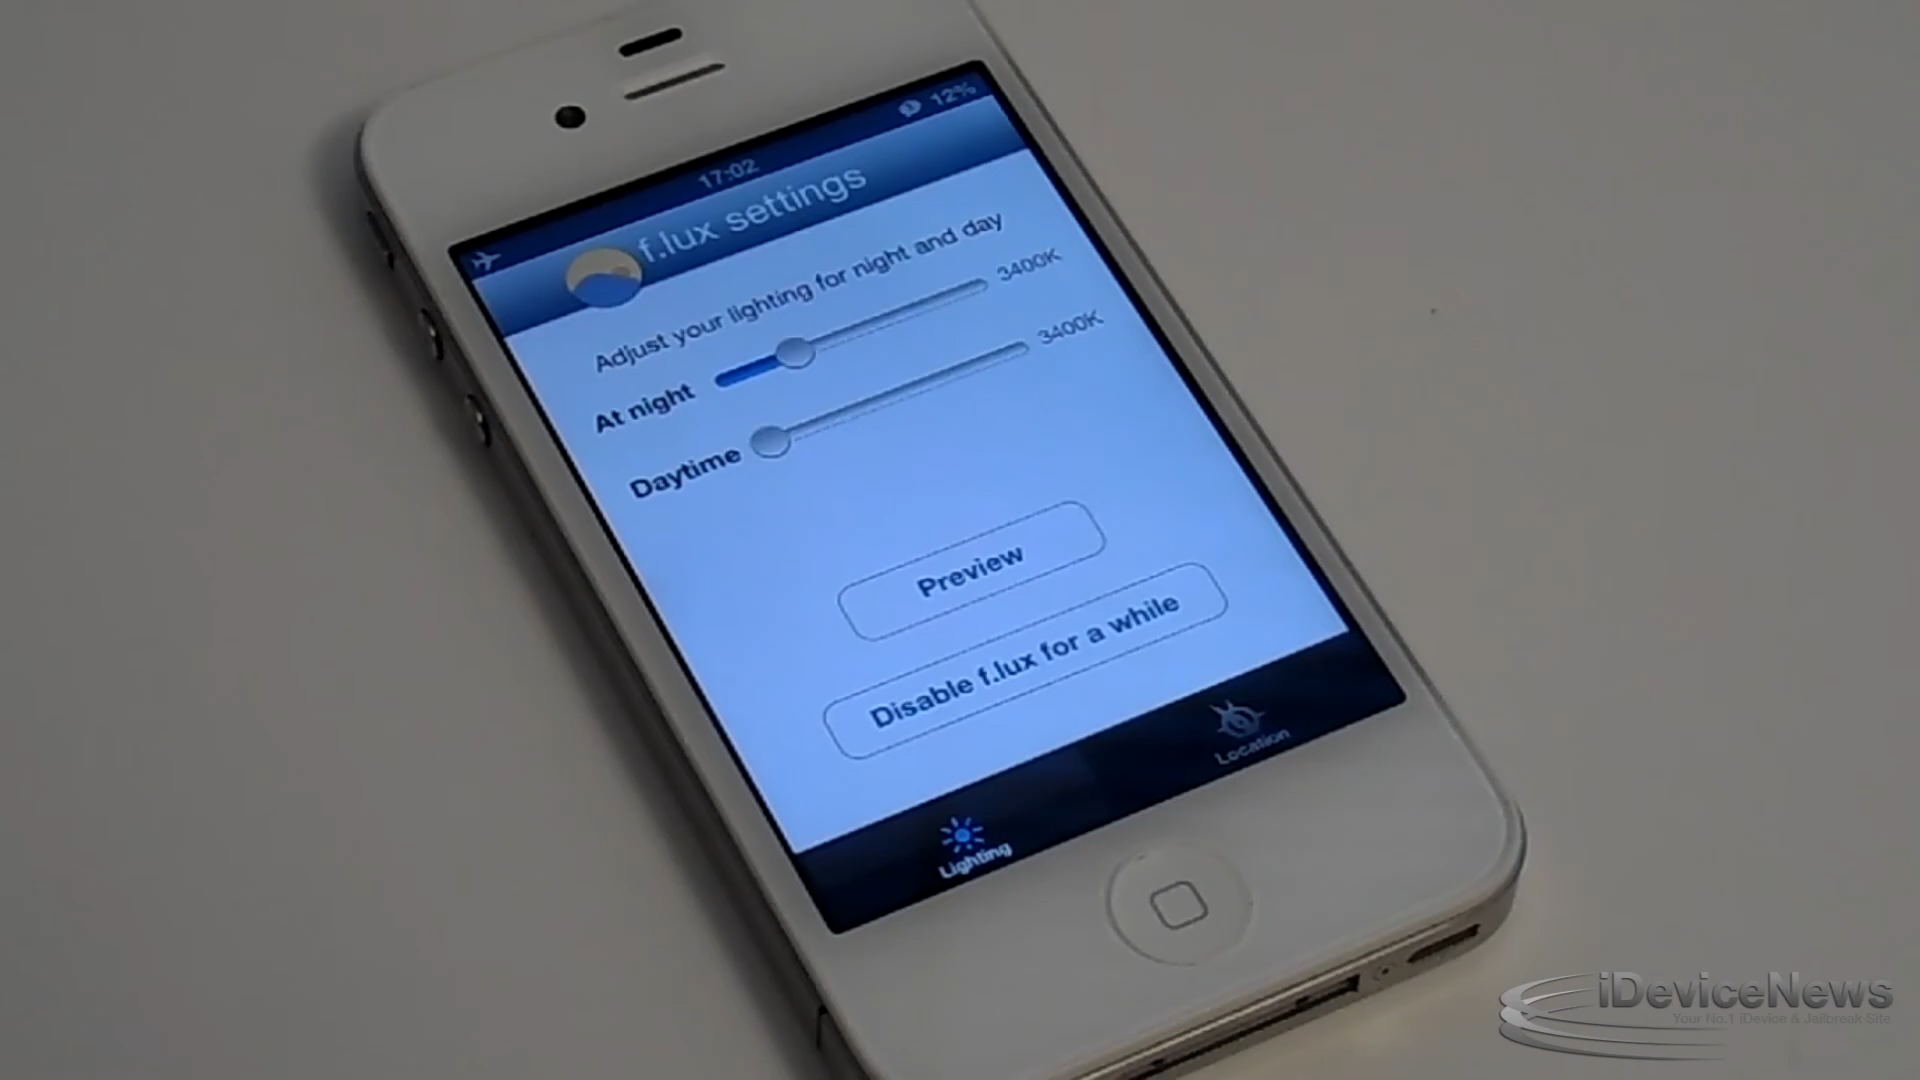 12%
17:02
f.lux settings
Adjust your lighting for night and day
At night 3400K
Daytime 3400K
Preview
Disable f.lux for a while
Lighting Location
iDeviceNews
Your No.1 iDevice & Jailbreak Site